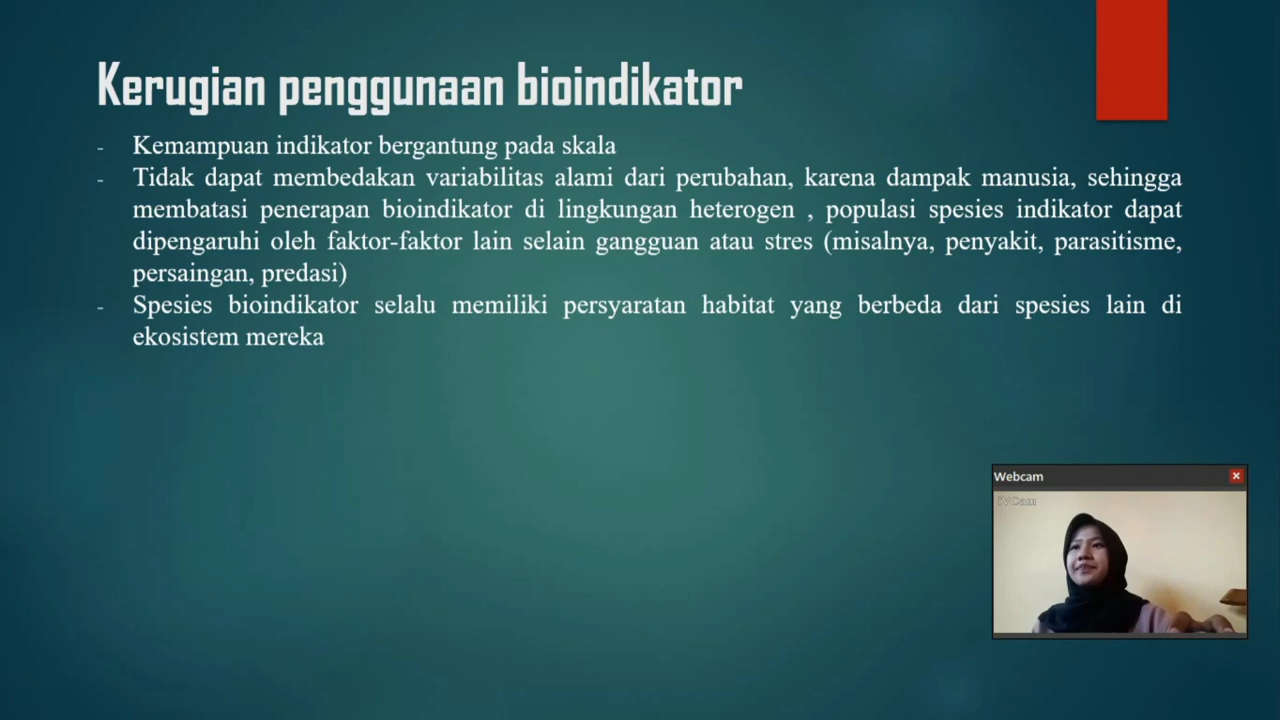 Kerugian penggunaan bioindikator
- Kemampuan indikator bergantung pada skala
- Tidak dapat membedakan variabilitas alami dari perubahan, karena dampak manusia, sehingga
membatasi penerapan bioindikator di lingkungan heterogen , populasi spesies indikator dapat
dipengaruhi oleh faktor-faktor lain selain gangguan atau stres (misalnya, penyakit, parasitisme,
persaingan, predasi)
- Spesies bioindikator selalu memiliki persyaratan habitat yang berbeda dari spesies lain di
ekosistem mereka
Webcam
iVCam